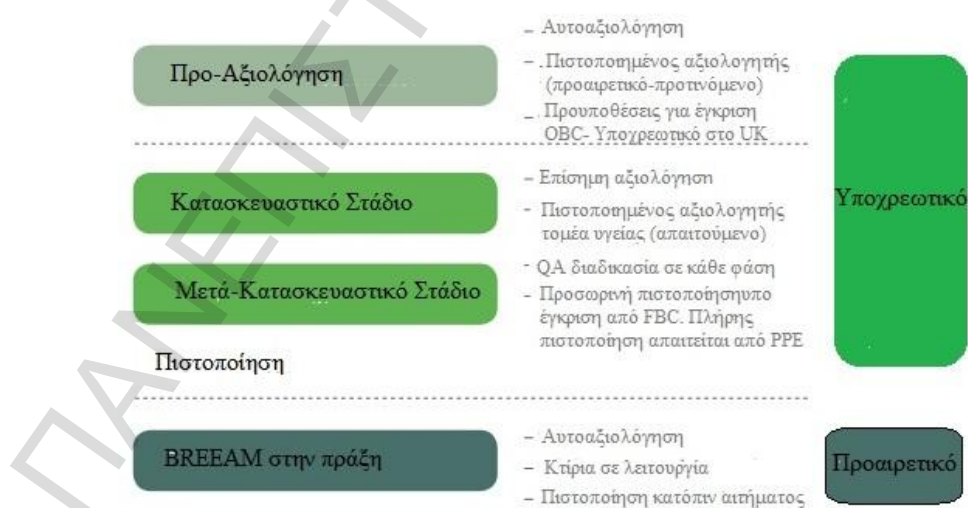 Προ-Αξιολόγηση
– Αυτοαξιολόγηση
– . Πιστοποιημένος αξιολογητής
(προαιρετικό-προτινόμενο)
– Προυποθέσεις για έγκριση
OBC- Υποχρεωτικό στο UK
Κατασκευαστικό Στάδιο
– Επίσημη αξιολόγηση
- Πιστοποιημένος αξιολογητής
τομέα υγείας (απαιτούμενο)
Μετά-Κατασκευαστικό Στάδιο
- QA διαδικασία σε κάθε φάση
– Προσωρινή πιστοποίησηυπο
έγκριση από FBC. Πλήρης
πιστοποίηση απαιτείται από PPE
Πιστοποίηση
Υποχρεωτικό
BREEAM στην πράξη
– Αυτοαξιολόγηση
– Κτίρια σε λειτουργία
– Πιστοποίηση κατόπιν αιτήματος
Προαιρετικό
ΠΑΝΕΠΙΣΤ